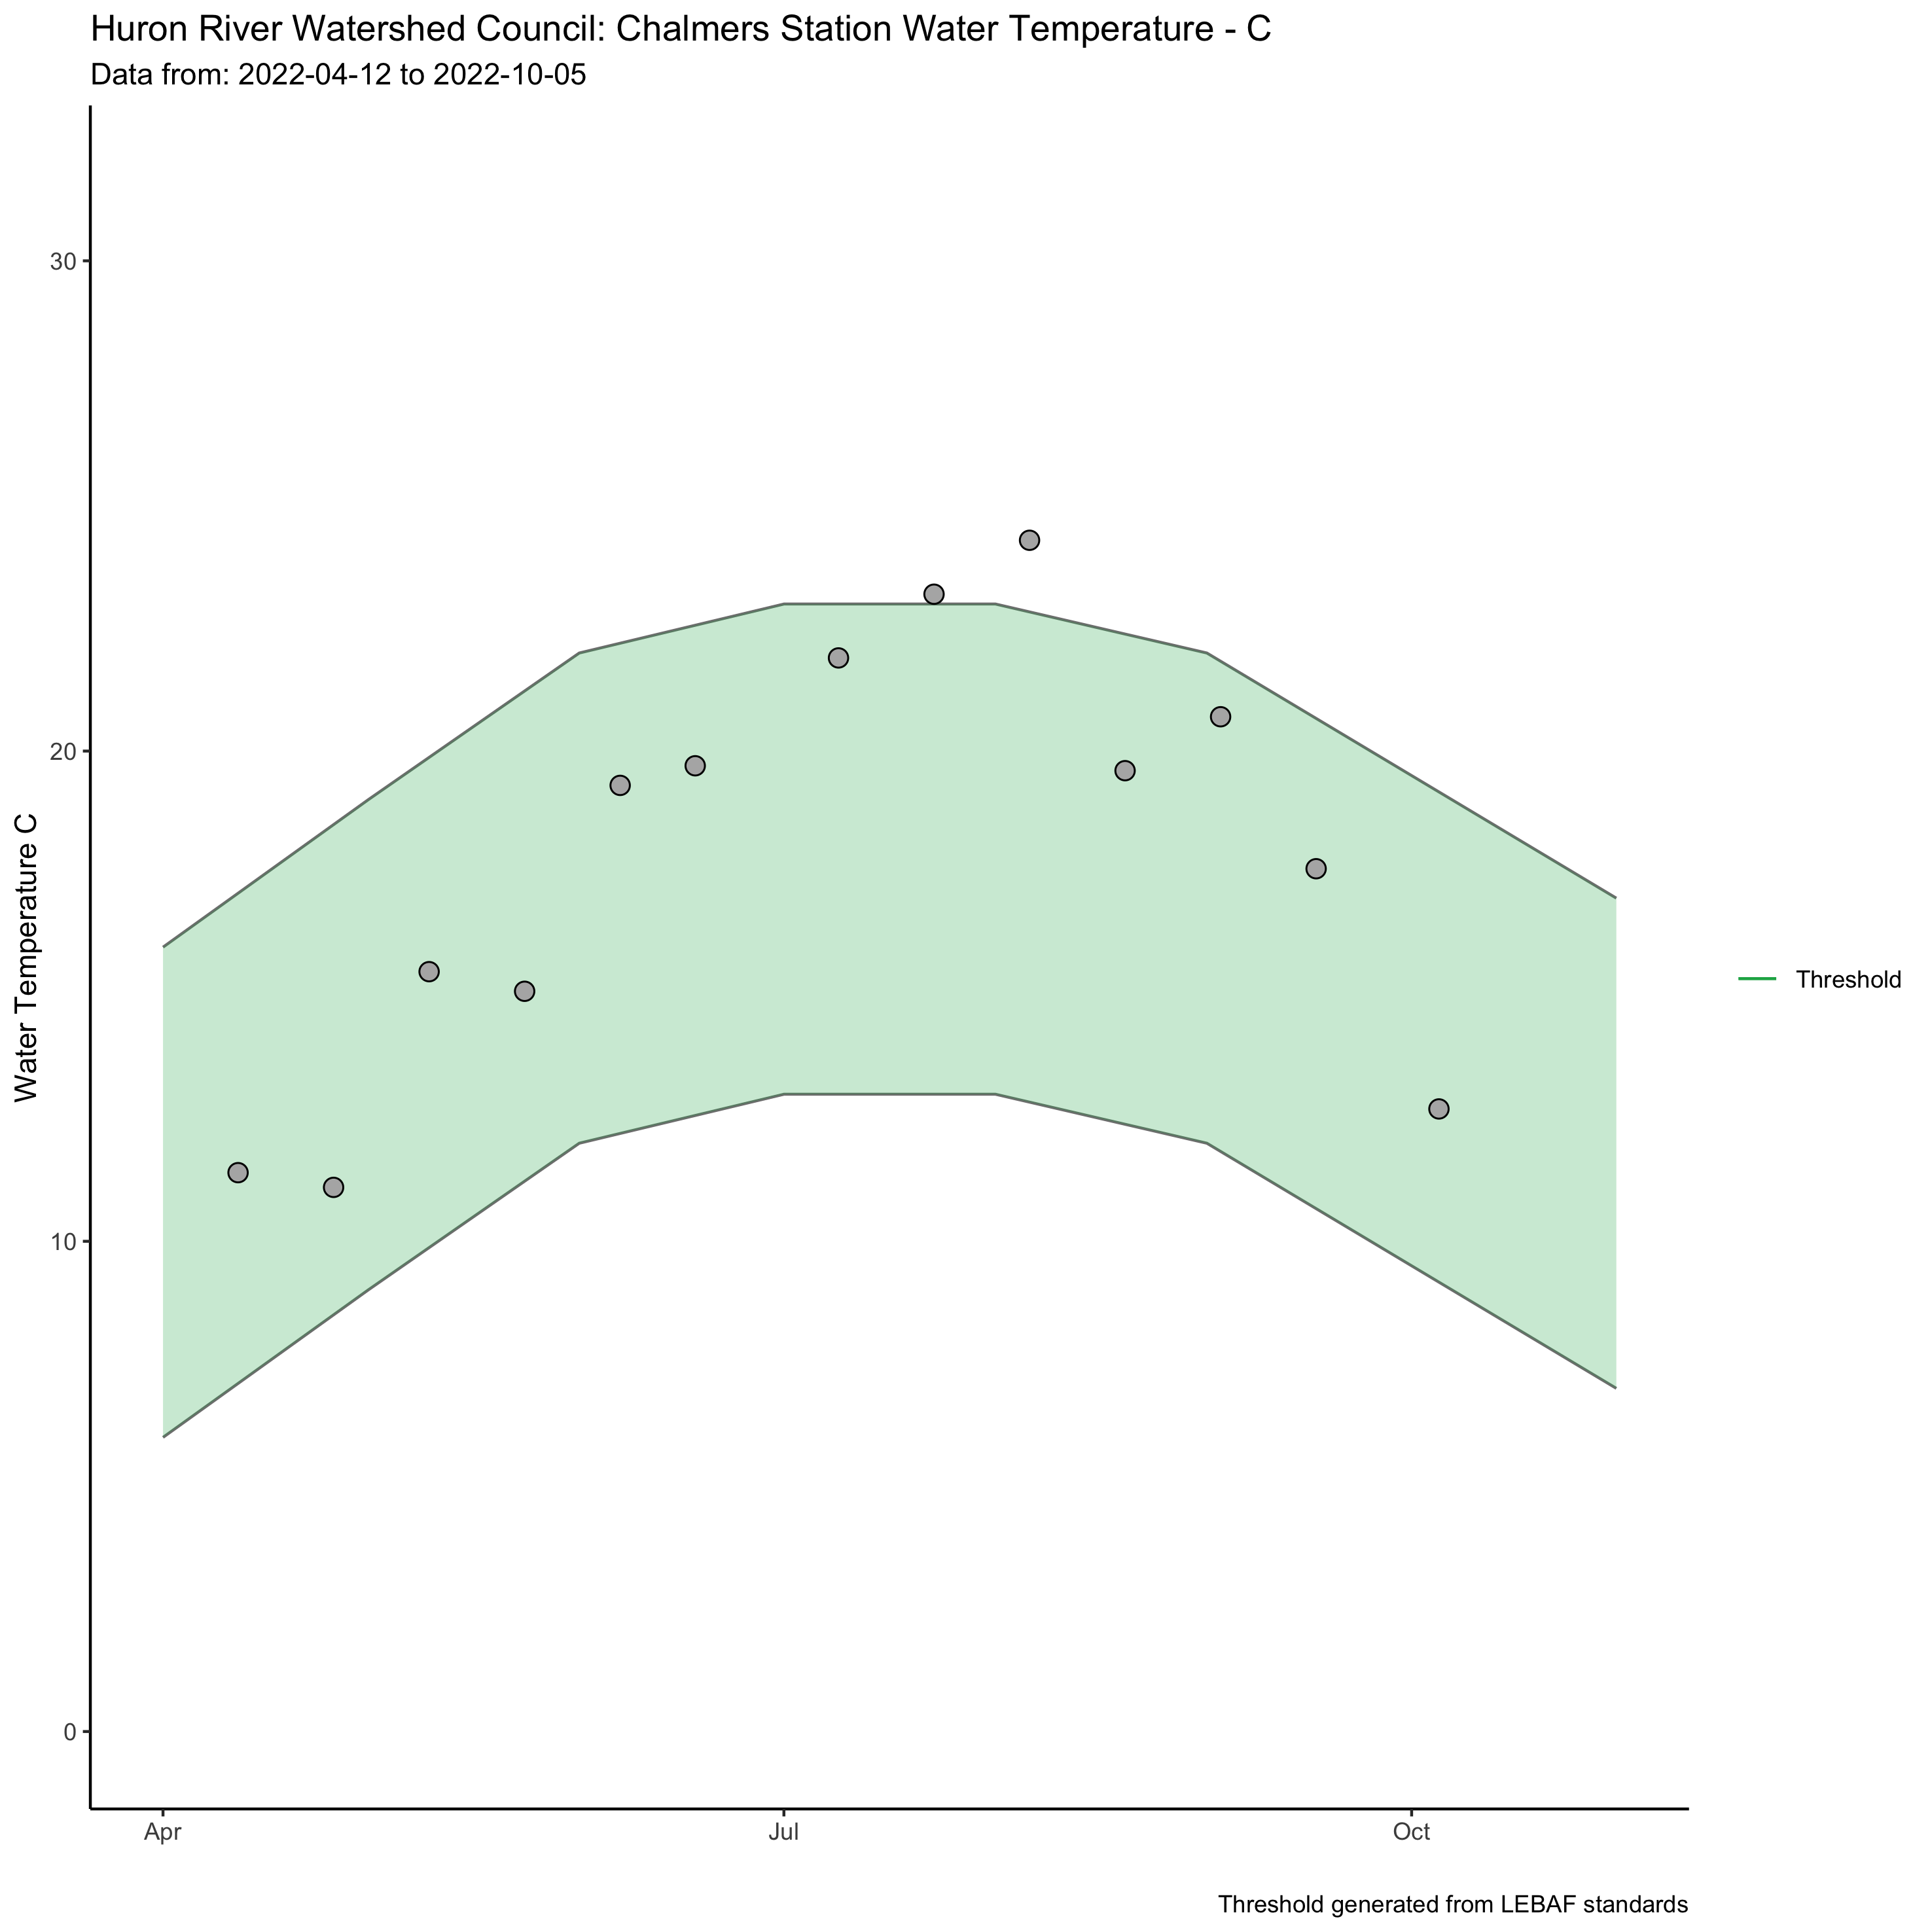 Huron River Watershed Council: Chalmers Station Water Temperature - C
Data from: 2022-04-12 to 2022-10-05
30
20
10
0
Water Temperature C
Apr
Jul
Oct
Threshold
Threshold generated from LEBAF standards